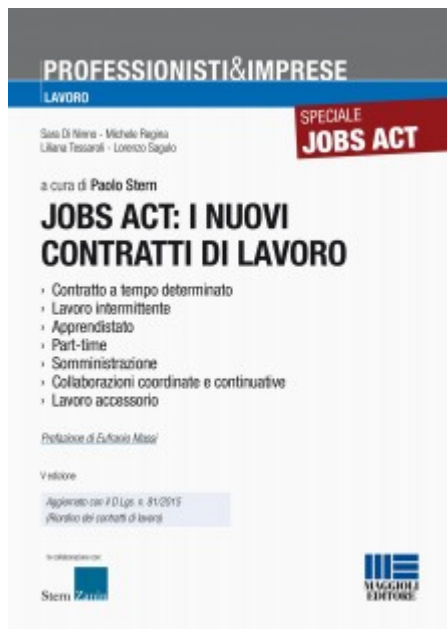 PROFESSIONISTI&IMPRESE
LAVORO
SPECIALE
JOBS ACT
Sara Di Ninno - Michele Regina
Liliana Tessaroli - Lorenzo Sagulo
a cura di Paolo Stern
JOBS ACT: I NUOVI
CONTRATTI DI LAVORO
› Contratto a tempo determinato
› Lavoro intermittente
› Apprendistato
› Part-time
› Somministrazione
› Collaborazioni coordinate e continuative
› Lavoro accessorio
Prefazione di Eufranio Massi
V edizione
Aggiornato con il D.Lgs. n. 81/2015
(Riordino dei contratti di lavoro)
In collaborazione con:
Stern Zanin
MAGGIOLI
EDITORE